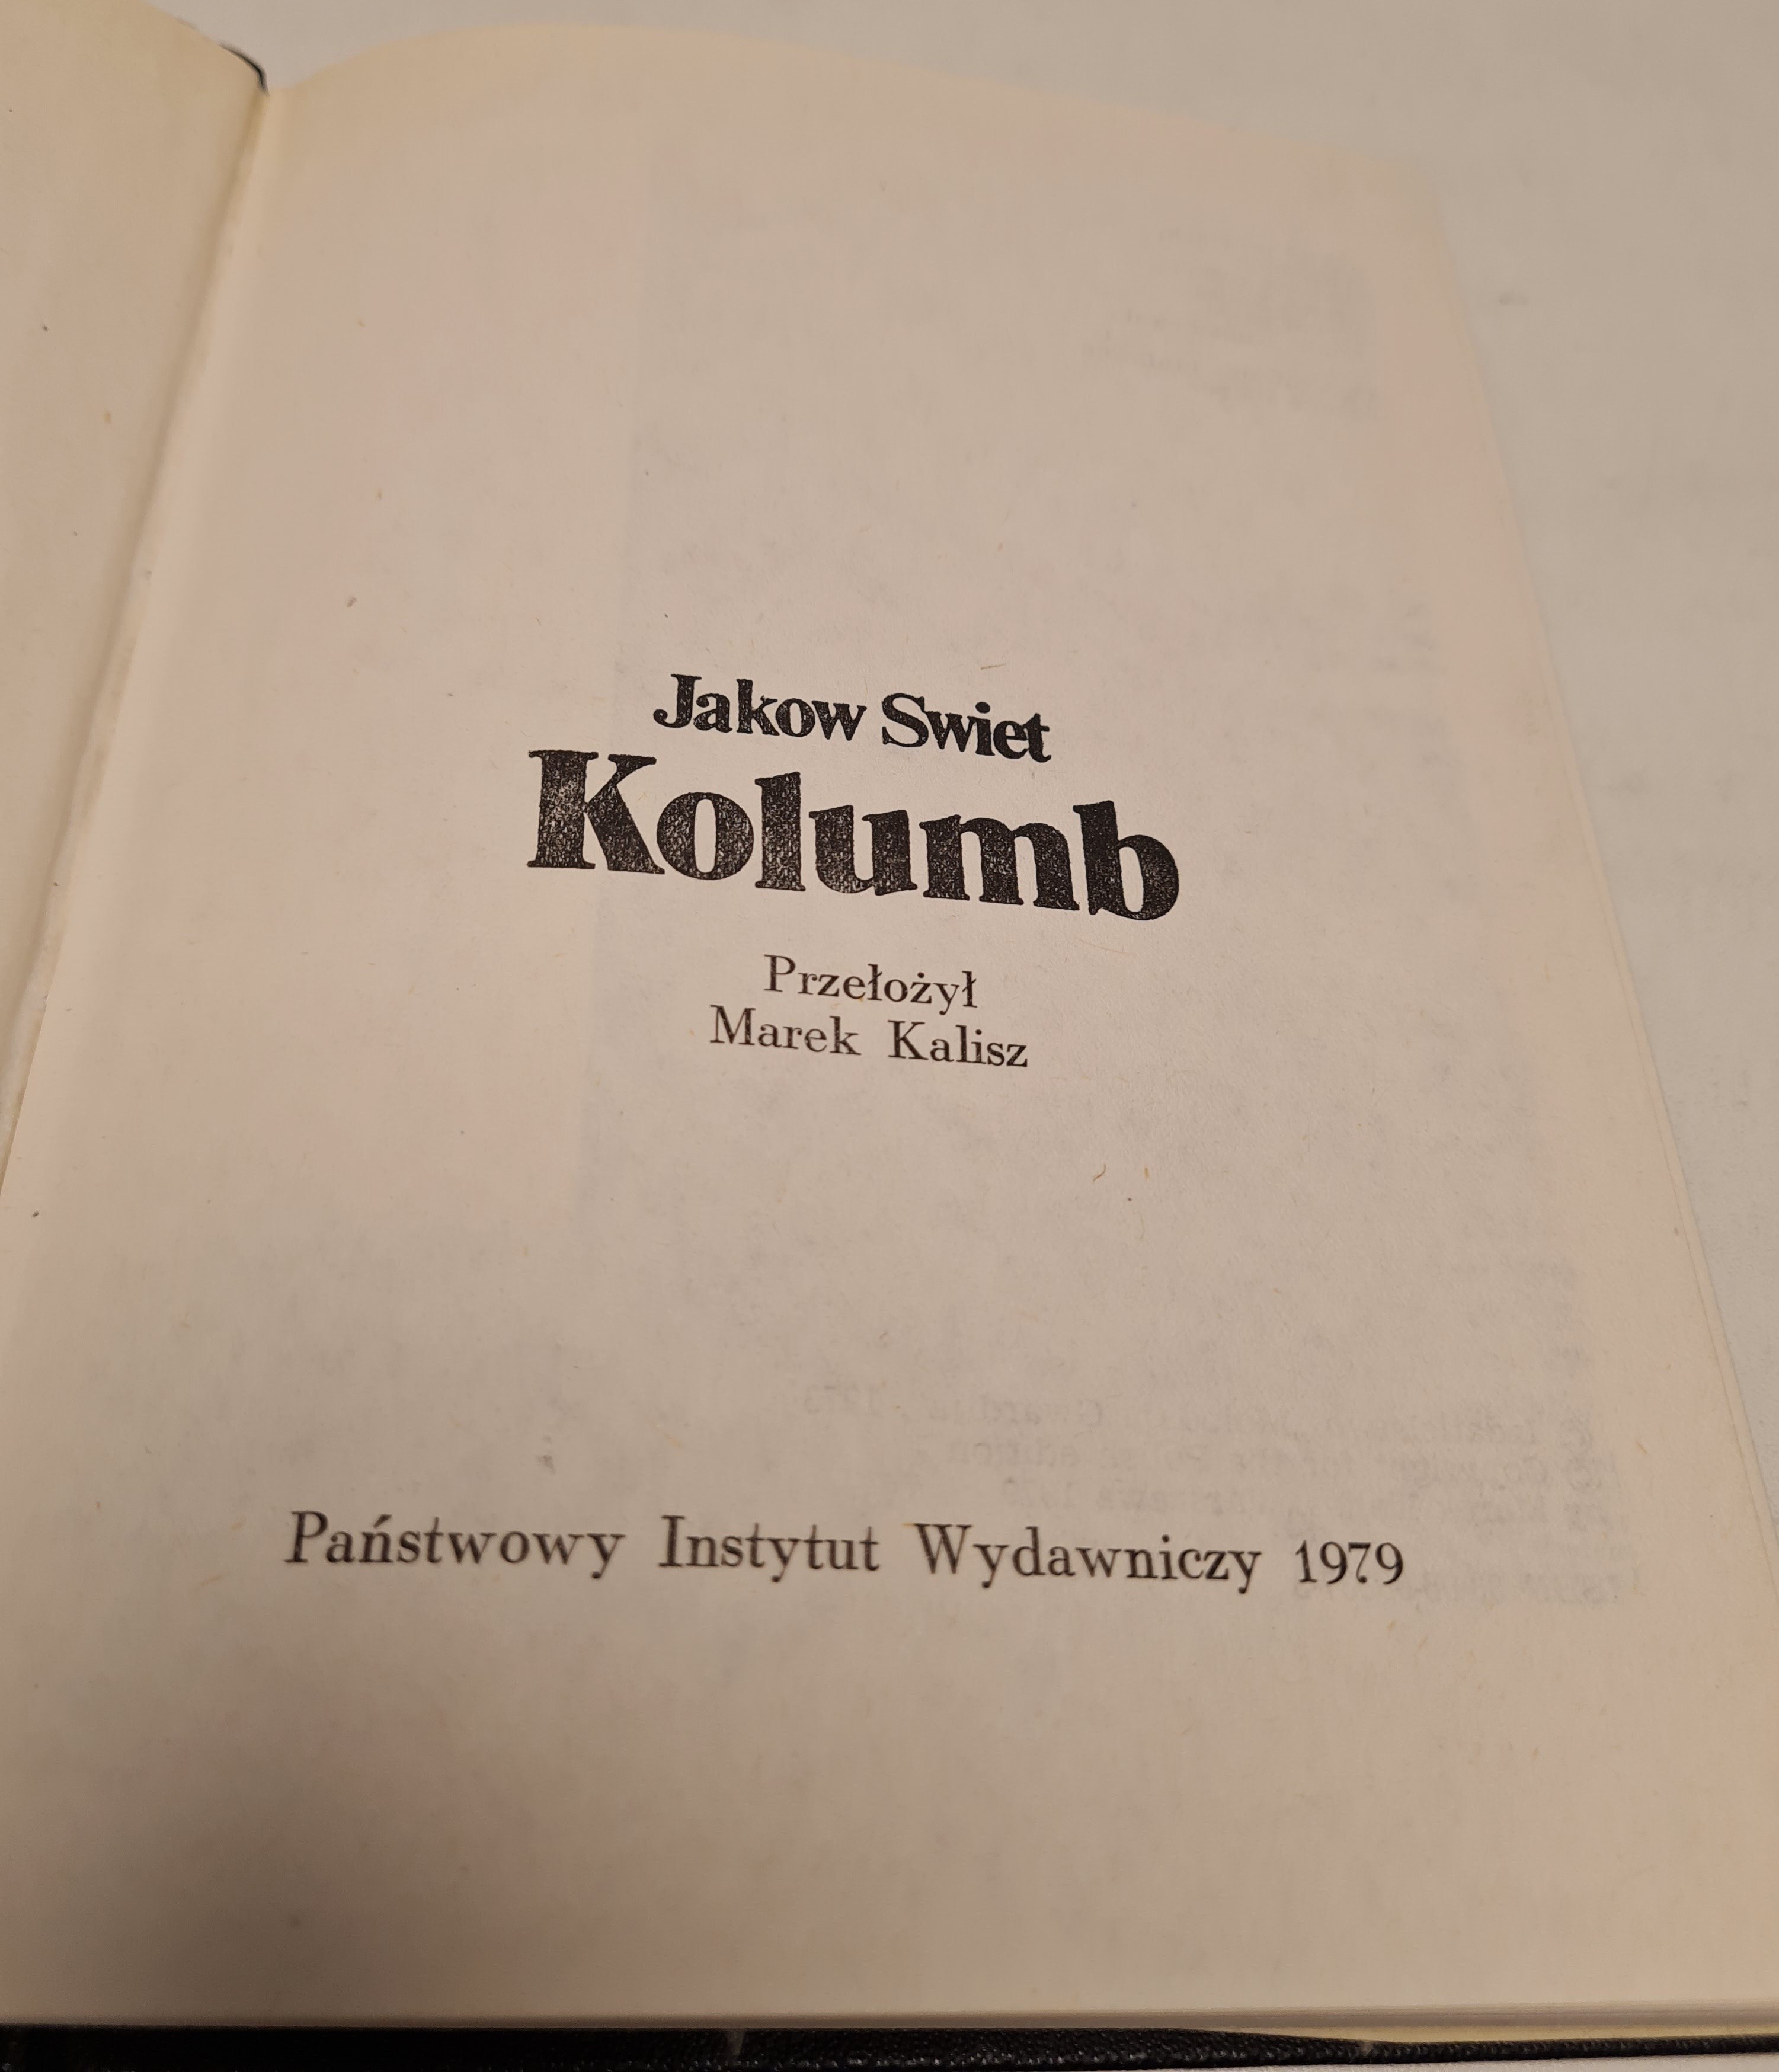 Jakow Swiet
Kolumb
Przełożył
Marek Kalisz
Państwowy Instytut Wydawniczy 1979